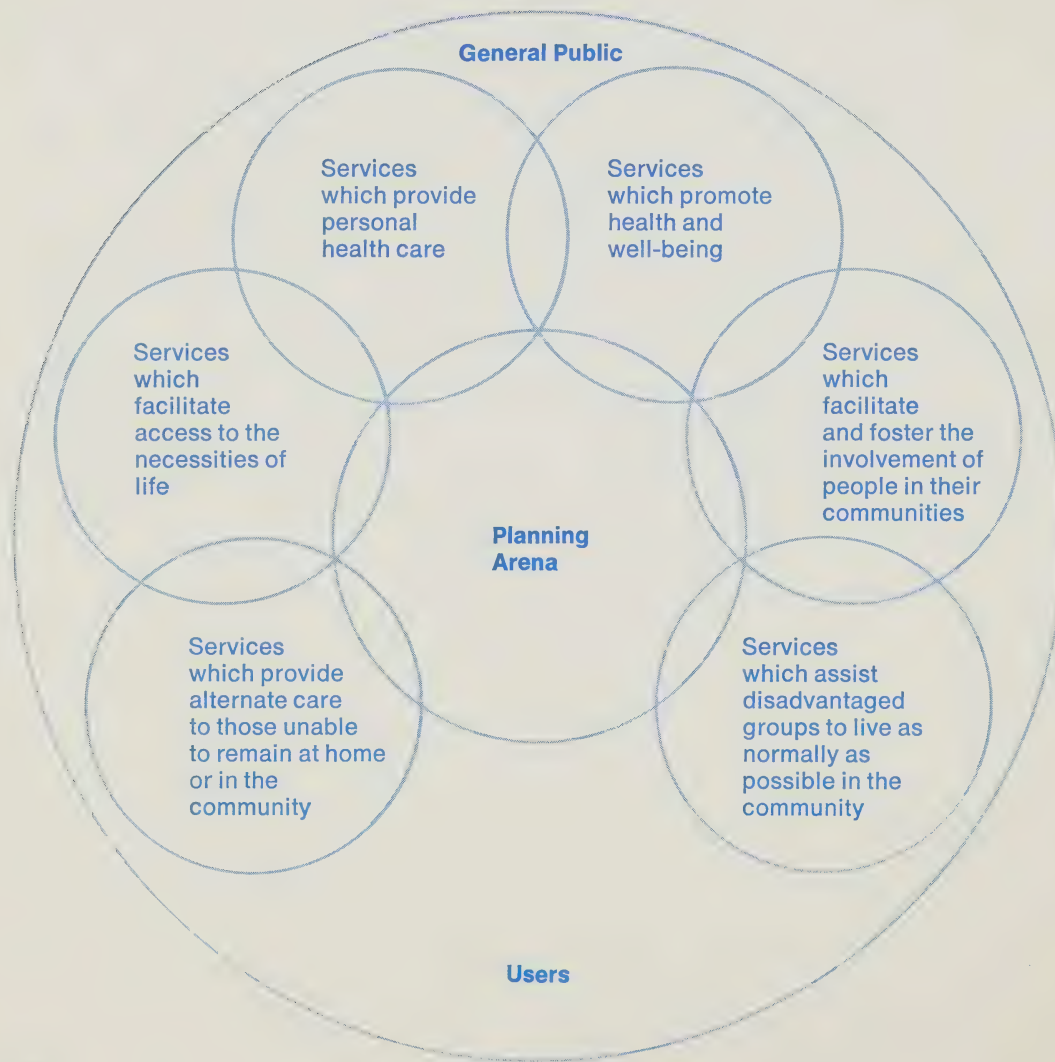 General Public
Services
which provide
personal
health care
Services
which promote
health and
well-being
Services
which
facilitate
access to the
necessities of
life
Services
which
facilitate
and foster the
involvement of
people in their
communities
Planning
Arena
Services
which provide
alternate care
to those unable
to remain at home
or in the
community
Services
which assist
disadvantaged
groups to live as
normally as
possible in the
community
Users